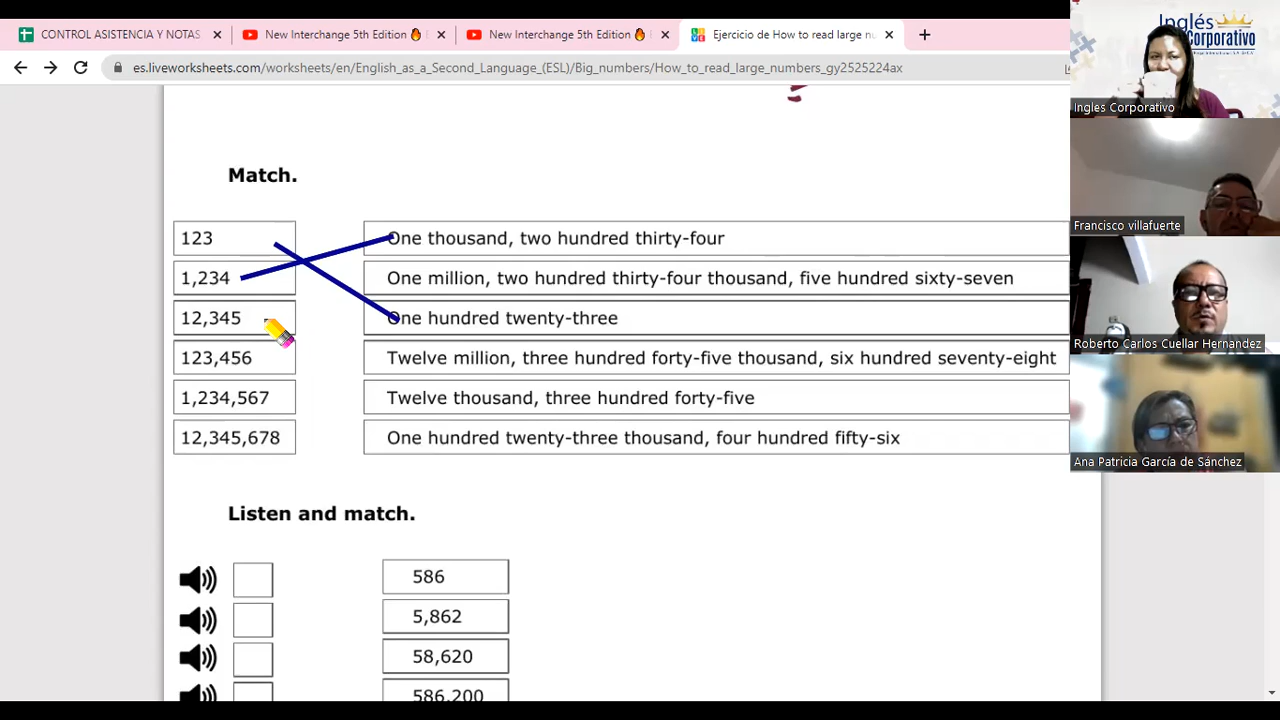 CONTROL ASISTENCIA Y NOTAS
New Interchange 5th Edition
New Interchange 5th Edition
Ejercicio de How to read large nu
es.liveworksheets.com/worksheets/en/English_as_a_Second_Language_(ESL)/Big_numbers/How_to_read_large_numbers_gy2525224ax
Inglés
Corporativo
Ingles Corporativo
Francisco villafuerte
Roberto Carlos Cuellar Hernandez
Ana Patricia García de Sánchez
Match.
123 One thousand, two hundred thirty-four
1,234 One million, two hundred thirty-four thousand, five hundred sixty-seven
12,345 One hundred twenty-three
123,456 Twelve million, three hundred forty-five thousand, six hundred seventy-eight
1,234,567 Twelve thousand, three hundred forty-five
12,345,678 One hundred twenty-three thousand, four hundred fifty-six
Listen and match.
586
5,862
58,620
586,200